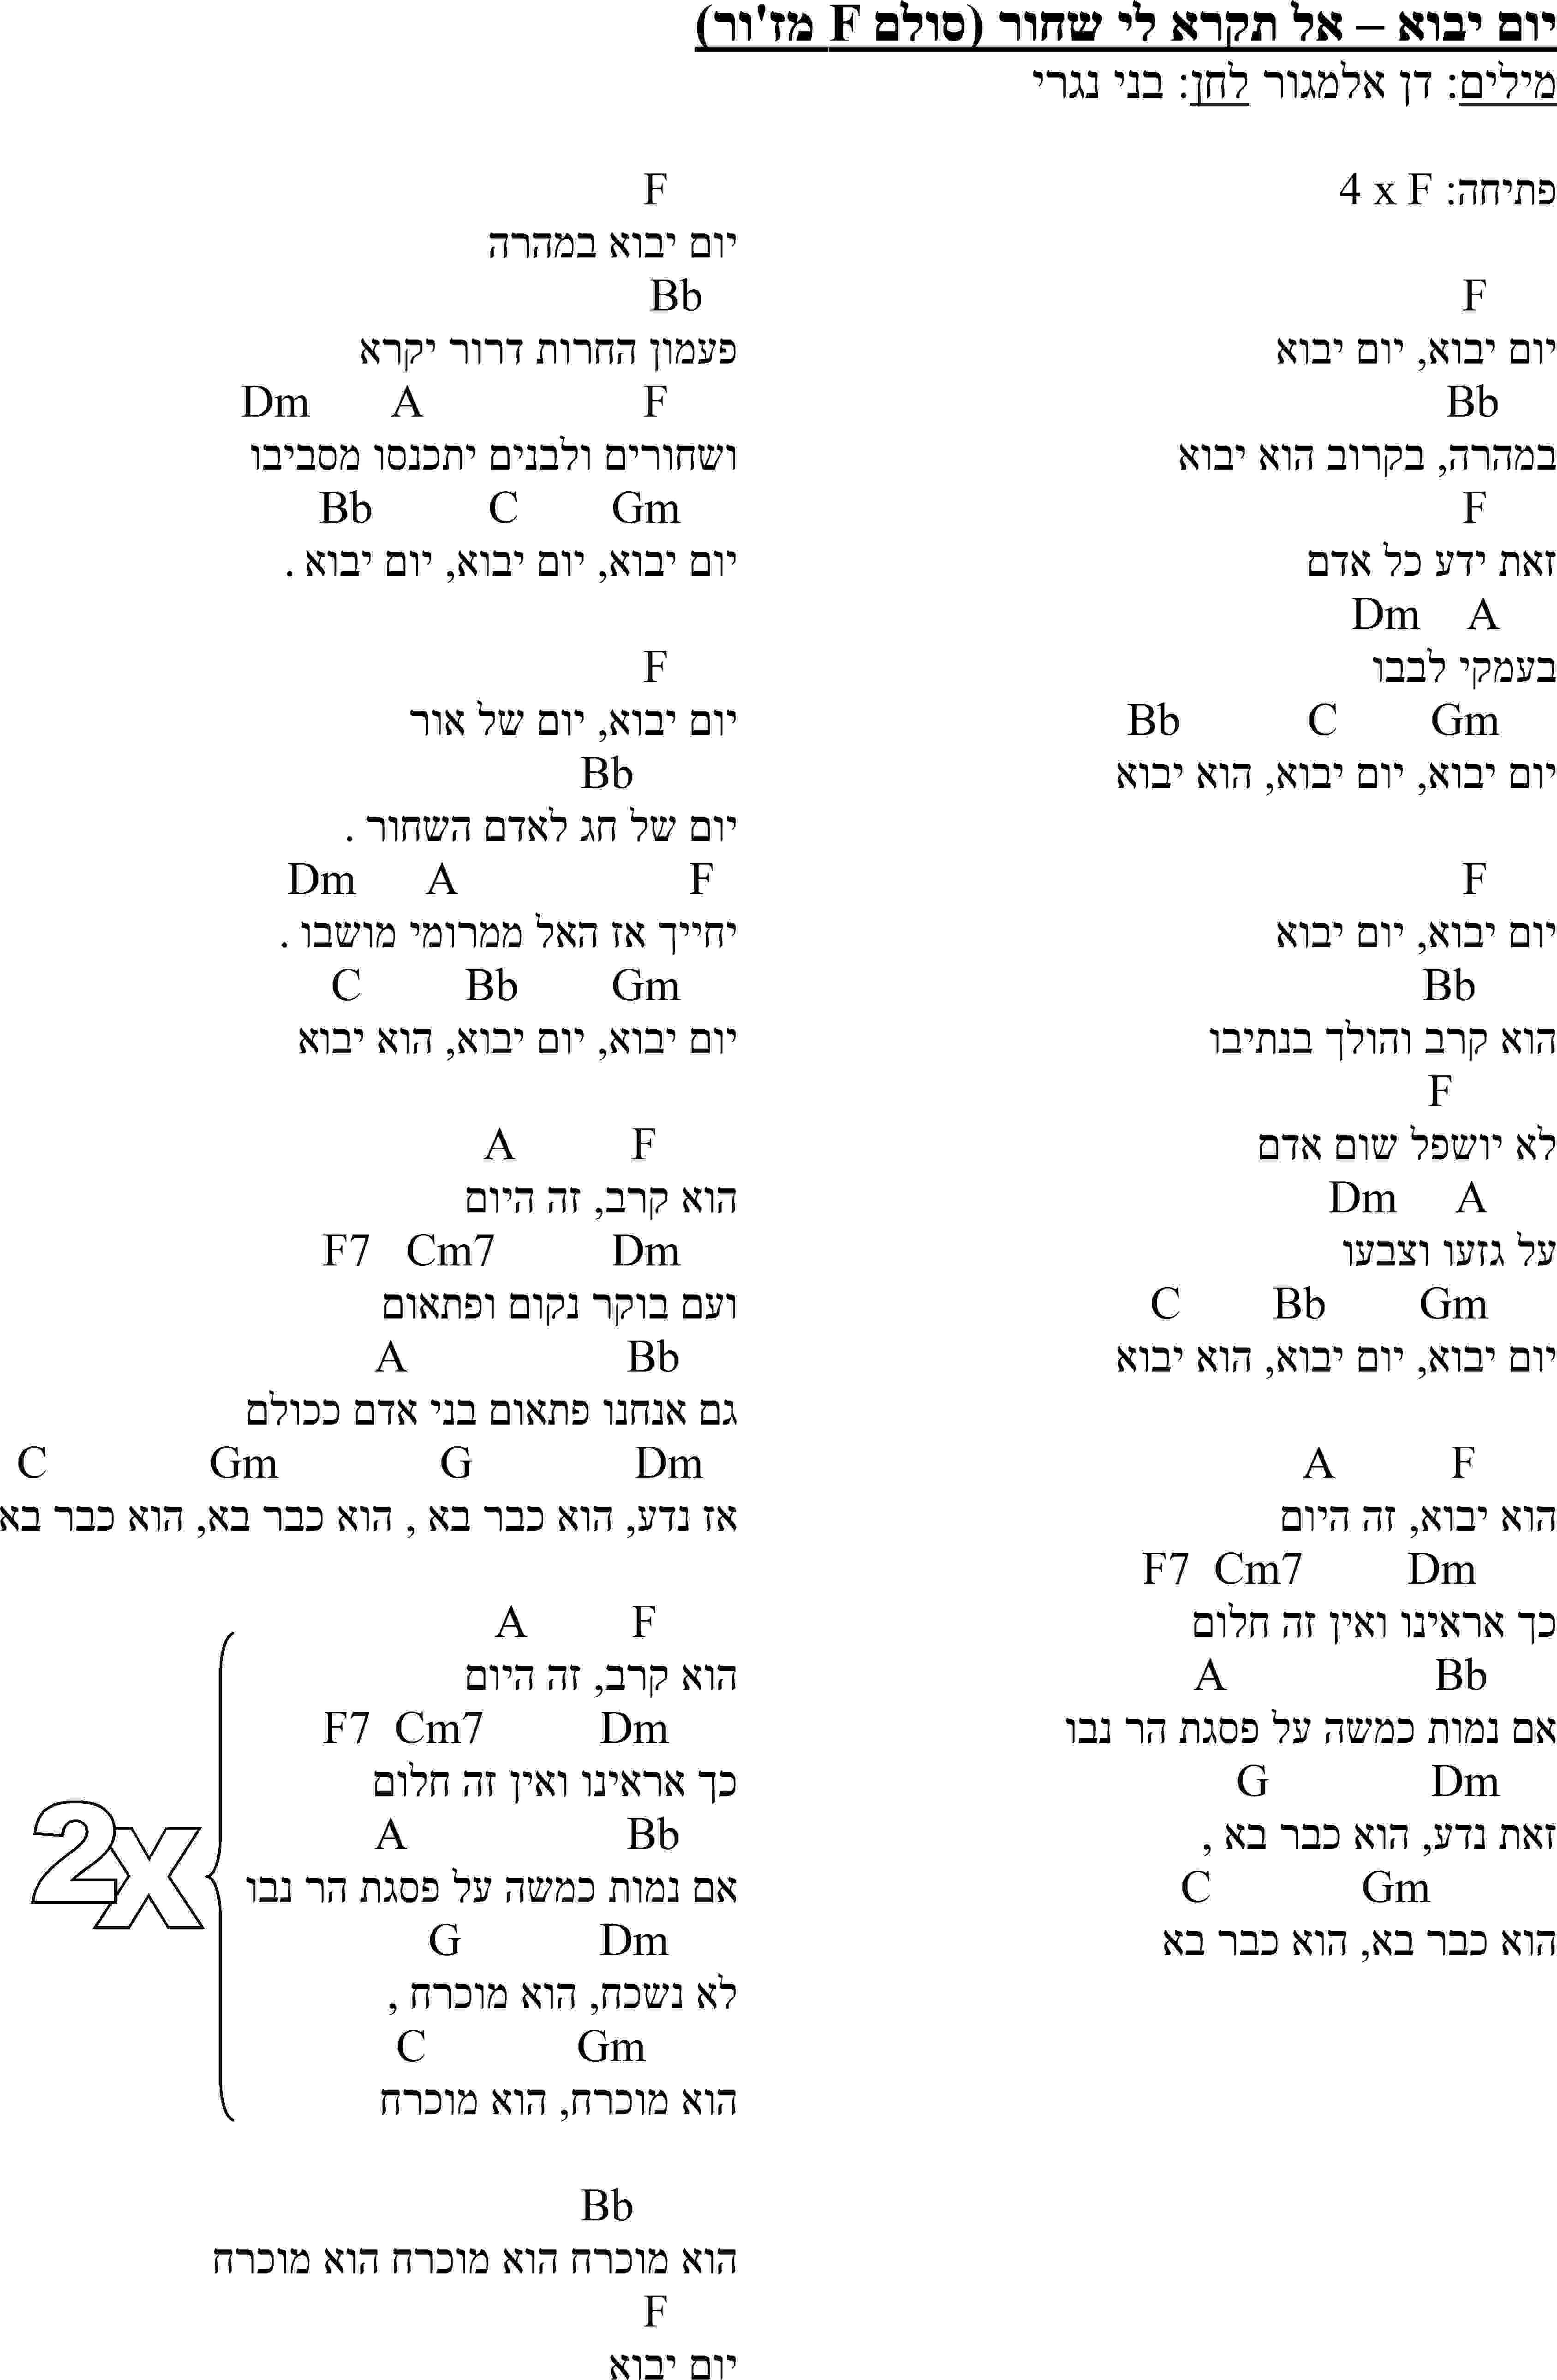 יום יבוא – אל תקרא לי שחור (סולם F מז'ור)
מילים: דן אלמגור לחן: בני נגרי
פתיחה: 4 x F
F
יום יבוא, יום יבוא
Bb
במהרה, בקרוב הוא יבוא
F
זאת ידע כל אדם
Dm A
בעמקי לבבו
Bb C Gm
יום יבוא, יום יבוא, הוא יבוא
F
יום יבוא, יום יבוא
Bb
הוא קרב והולך בנתיבו
F
לא יושפל שום אדם
Dm A
על גזעו וצבעו
C Bb Gm
יום יבוא, יום יבוא, הוא יבוא
A F
הוא יבוא, זה היום
F7 Cm7 Dm
כך אראינו ואין זה חלום
A Bb
אם נמות כמשה על פסגת הר נבו
G Dm
זאת נדע, הוא כבר בא ,
C Gm
הוא כבר בא, הוא כבר בא
F
יום יבוא במהרה
Bb
פעמון החרות דרור יקרא
Dm A F
ושחורים ולבנים יתכנסו מסביבו
Bb C Gm
יום יבוא, יום יבוא, יום יבוא .
F
יום יבוא, יום של אור
Bb
יום של חג לאדם השחור .
Dm A F
יחייך אז האל ממרומי מושבו .
C Bb Gm
יום יבוא, יום יבוא, הוא יבוא
A F
הוא קרב, זה היום
F7 Cm7 Dm
ועם בוקר נקום ופתאום
A Bb
גם אנחנו פתאום בני אדם ככולם
C Gm G Dm
אז נדע, הוא כבר בא , הוא כבר בא, הוא כבר בא
A F
הוא קרב, זה היום
F7 Cm7 Dm
כך אראינו ואין זה חלום
A Bb
אם נמות כמשה על פסגת הר נבו
G Dm
לא נשכח, הוא מוכרח ,
C Gm
הוא מוכרח, הוא מוכרח
2x
Bb
הוא מוכרח הוא מוכרח הוא מוכרח
F
יום יבוא